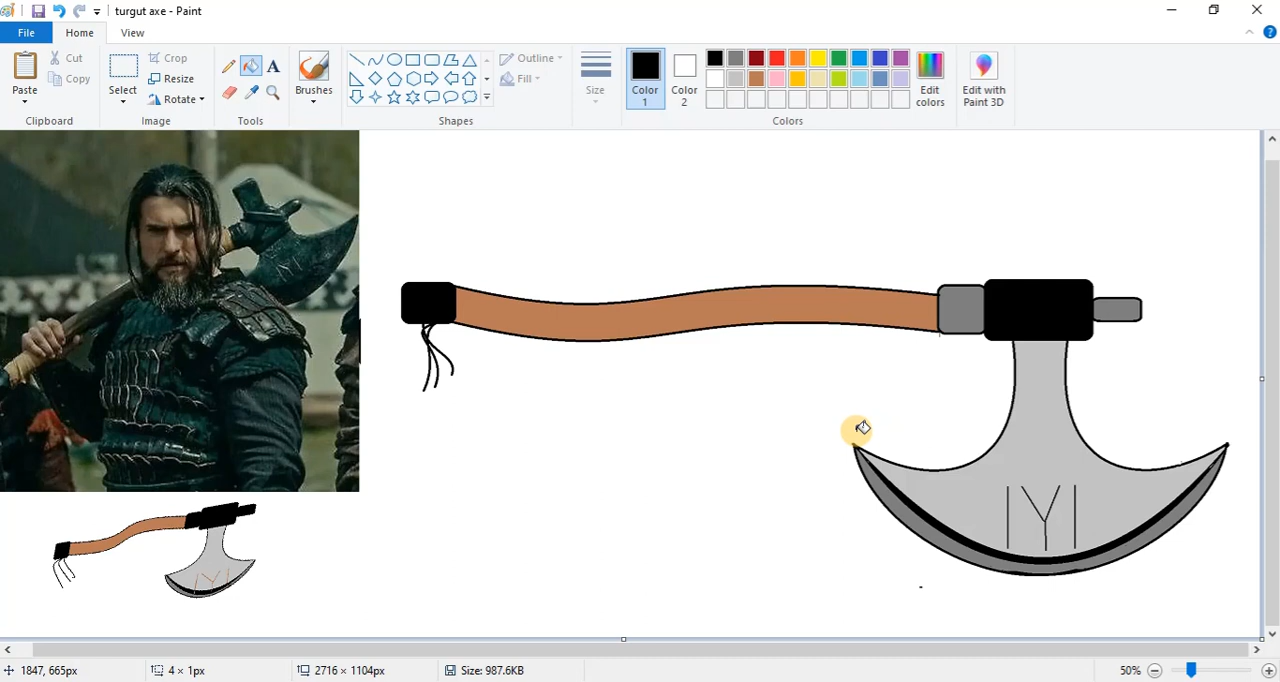 turgut axe - Paint
File Home View
Paste
Cut
Copy
Clipboard
Select
Crop
Resize
Rotate
Image
A
Tools
Brushes
Shapes
Outline
Fill
Size
Color 1
Color 2
Edit colors
Colors
Edit with Paint 3D
IYI
IYI
1847, 665px
4 × 1px
2716 × 1104px
Size: 987.6KB
50%